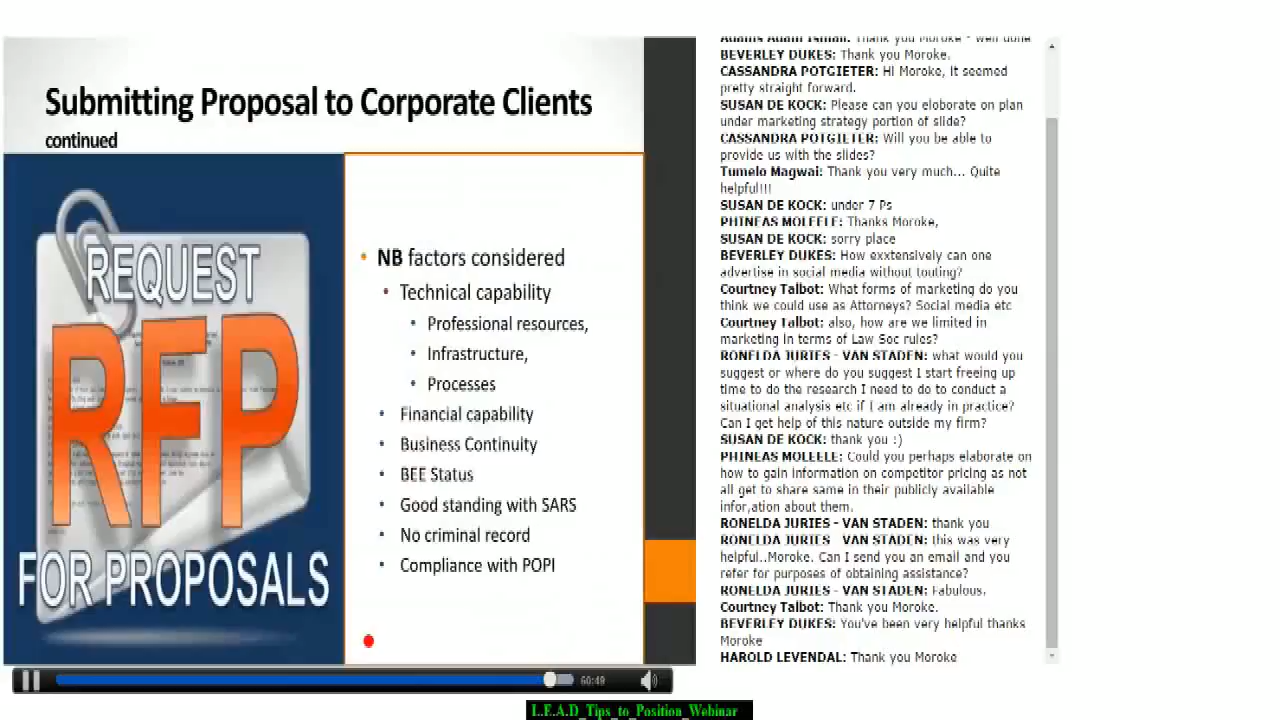 Submitting Proposal to Corporate Clients
continued
REQUEST
RFP
FOR PROPOSALS
• NB factors considered
• Technical capability
• Professional resources,
• Infrastructure,
• Processes
• Financial capability
• Business Continuity
• BEE Status
• Good standing with SARS
• No criminal record
• Compliance with POPI
60:49
Adams Adam Ismail: Thank you Moroke - well done
BEVERLEY DUKES: Thank you Moroke.
CASSANDRA POTGIETER: Hi Moroke, it seemed
pretty straight forward.
SUSAN DE KOCK: Please can you eloborate on plan
under marketing strategy portion of slide?
CASSANDRA POTGIETER: Will you be able to
provide us with the slides?
Tumelo Magwai: Thank you very much... Quite
helpful!!!
SUSAN DE KOCK: under 7 Ps
PHINEAS MOLEELE: Thanks Moroke,
SUSAN DE KOCK: sorry place
BEVERLEY DUKES: How exxtensively can one
advertise in social media without touting?
Courtney Talbot: What forms of marketing do you
think we could use as Attorneys? Social media etc
Courtney Talbot: also, how are we limited in
marketing in terms of Law Soc rules?
RONELDA JURIES - VAN STADEN: what would you
suggest or where do you suggest I start freeing up
time to do the research I need to do to conduct a
situational analysis etc if I am already in practice?
Can I get help of this nature outside my firm?
SUSAN DE KOCK: thank you :)
PHINEAS MOLEELE: Could you perhaps elaborate on
how to gain information on competitor pricing as not
all get to share same in their publicly available
infor,ation about them.
RONELDA JURIES - VAN STADEN: thank you
RONELDA JURIES - VAN STADEN: this was very
helpful..Moroke. Can I send you an email and you
refer for purposes of obtaining assistance?
RONELDA JURIES - VAN STADEN: Fabulous.
Courtney Talbot: Thank you Moroke.
BEVERLEY DUKES: You've been very helpful thanks
Moroke
HAROLD LEVENDAL: Thank you Moroke
L.E.A.D_Tips_to_Position_Webinar